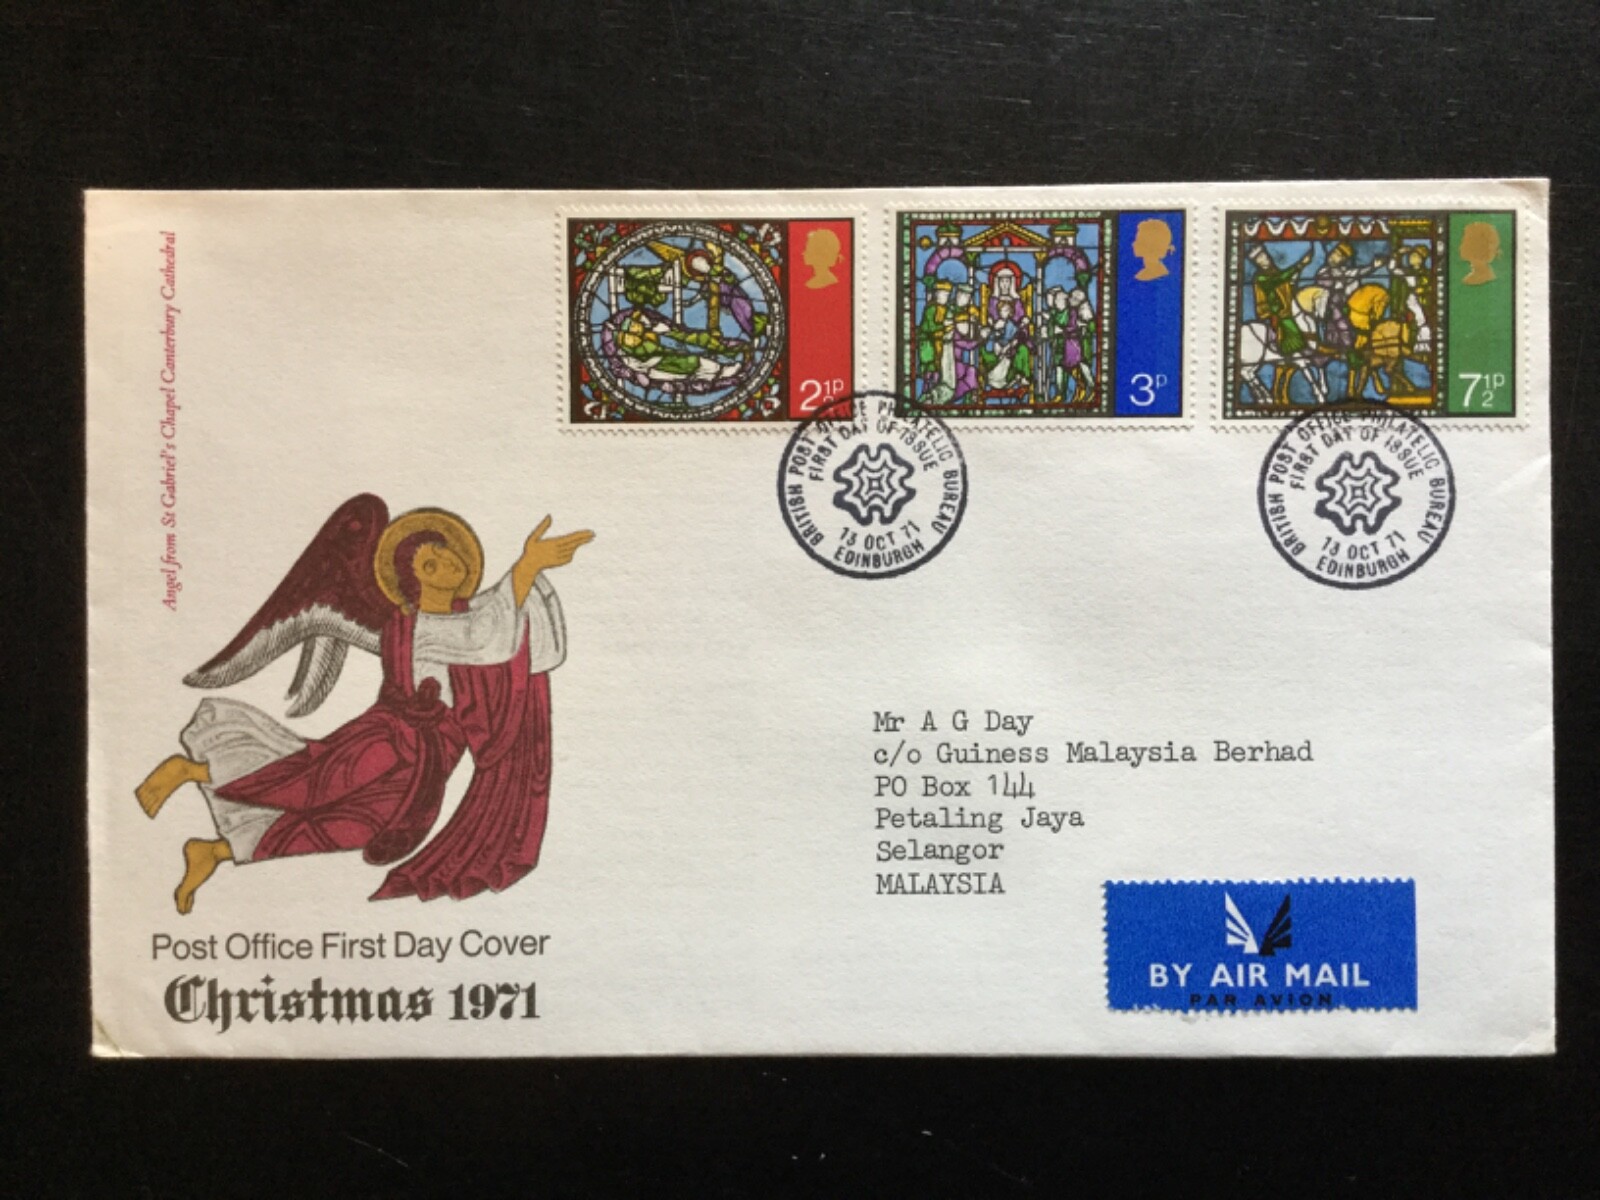 Angel from St Gabriel's Chapel Canterbury Cathedral
2½P
3P
7½P
BRITISH POST OFFICE PHILATELIC BUREAU
FIRST DAY OF ISSUE
13 OCT 71
EDINBURGH
BRITISH POST OFFICE PHILATELIC BUREAU
FIRST DAY OF ISSUE
13 OCT 71
EDINBURGH
Mr A G Day
c/o Guiness Malaysia Berhad
PO Box 144
Petaling Jaya
Selangor
MALAYSIA
BY AIR MAIL
PAR AVION
Post Office First Day Cover
Christmas 1971